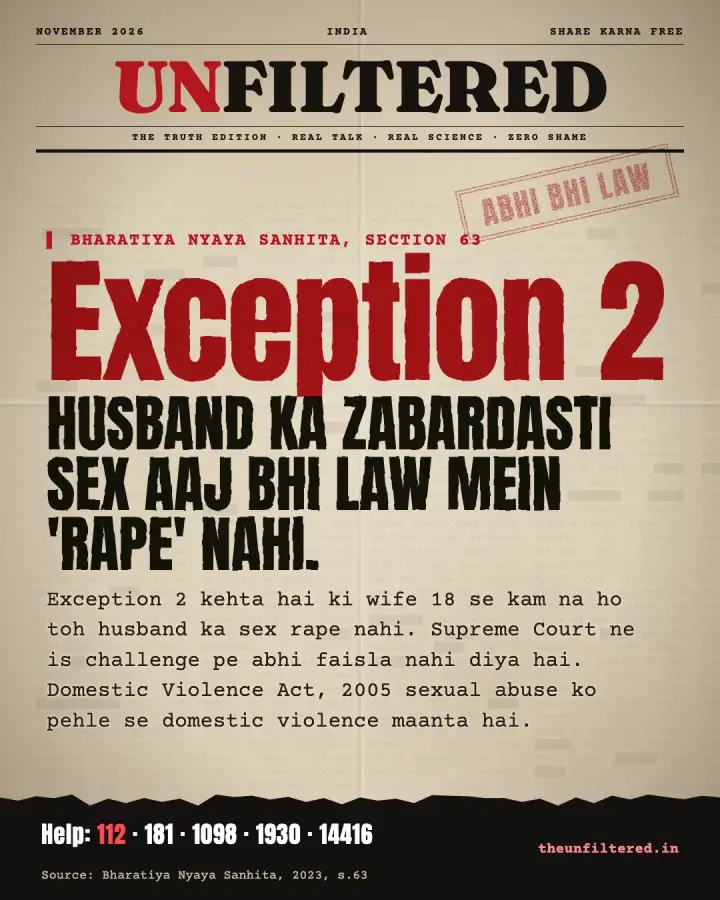 NOVEMBER 2026 INDIA SHARE KARNA FREE
UNFILTERED
THE TRUTH EDITION · REAL TALK · REAL SCIENCE · ZERO SHAME
ABHI BHI LAW
BHARATIYA NYAYA SANHITA, SECTION 63
Exception 2
HUSBAND KA ZABARDASTI
SEX AAJ BHI LAW MEIN
'RAPE' NAHI.
Exception 2 kehta hai ki wife 18 se kam na ho
toh husband ka sex rape nahi. Supreme Court ne
is challenge pe abhi faisla nahi diya hai.
Domestic Violence Act, 2005 sexual abuse ko
pehle se domestic violence maanta hai.
Help: 112 · 181 · 1098 · 1930 · 14416
theunfiltered.in
Source: Bharatiya Nyaya Sanhita, 2023, s.63